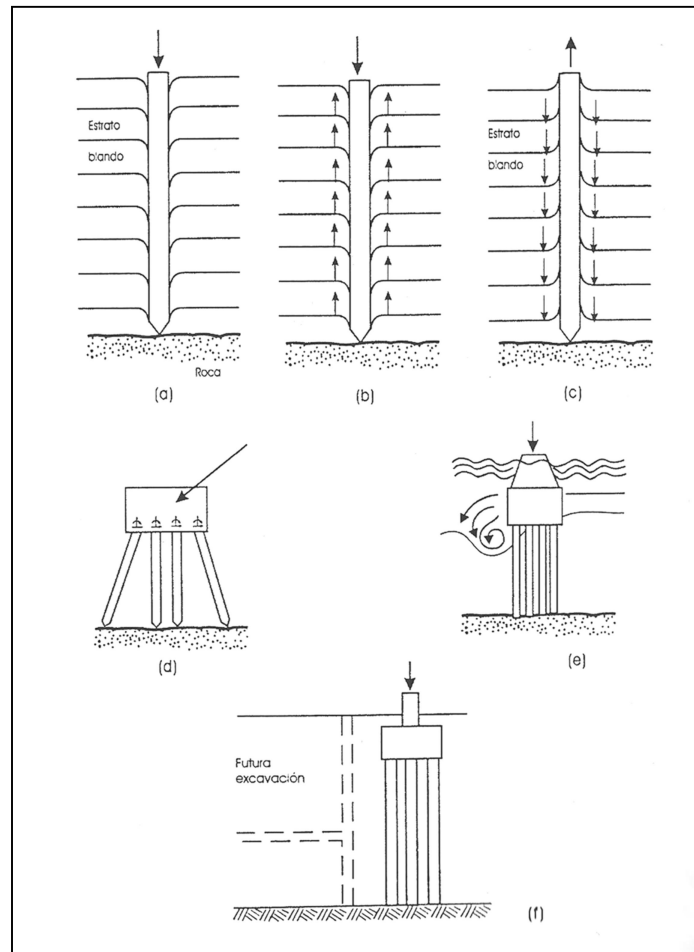 Estrato
blando
Roca
(a)
(b)
Estrato
blando
(c)
(d)
(e)
Futura
excavación
(f)